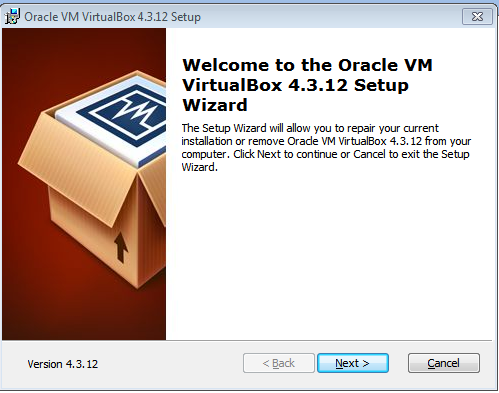 Oracle VM VirtualBox 4.3.12 Setup
Welcome to the Oracle VM
VirtualBox 4.3.12 Setup
Wizard
The Setup Wizard will allow you to repair your current
installation or remove Oracle VM VirtualBox 4.3.12 from your
computer. Click Next to continue or Cancel to exit the Setup
Wizard.
Version 4.3.12
< Back
Next >
Cancel